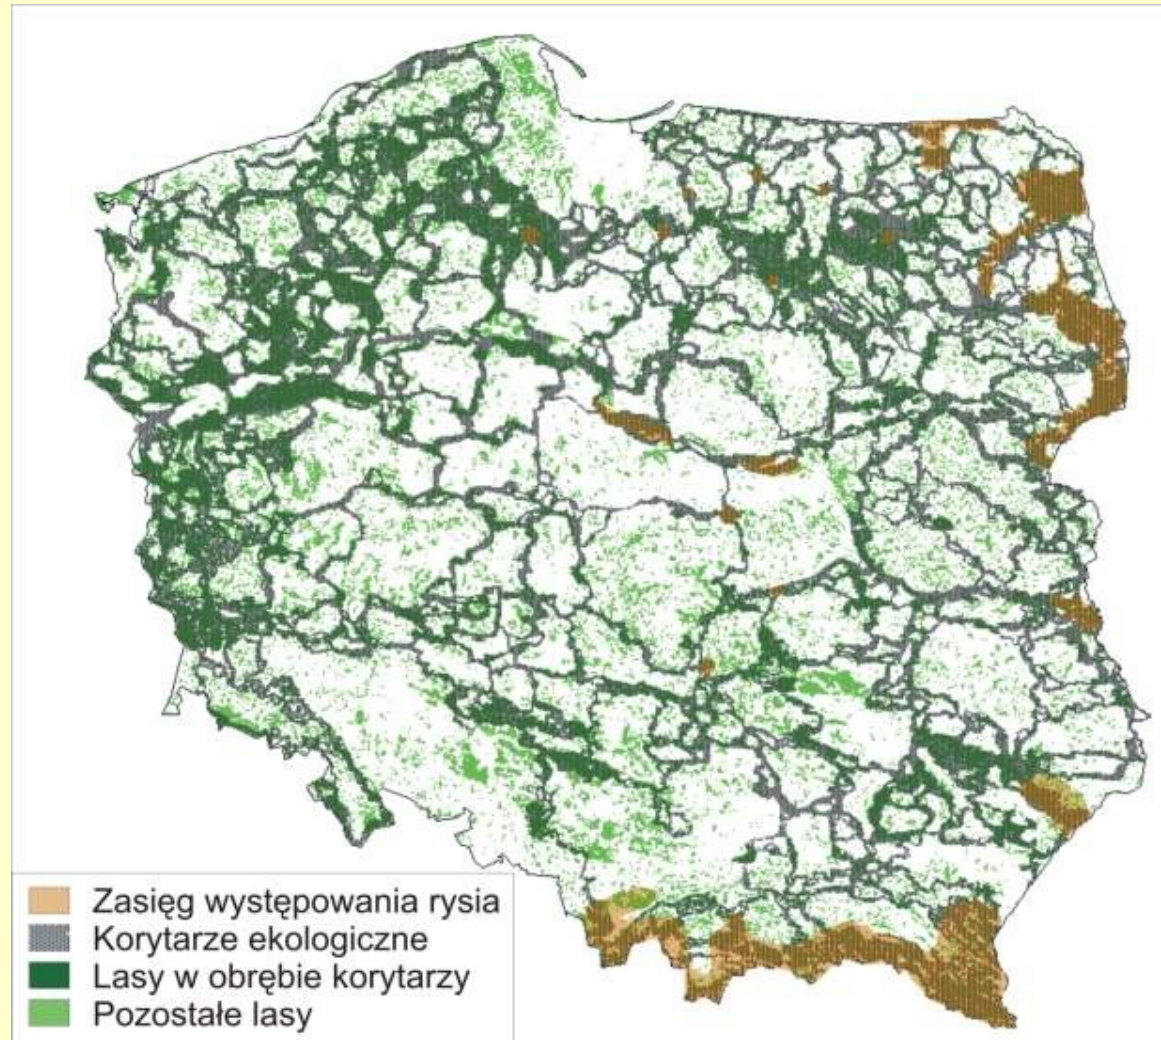 Zasięg występowania rysia
Korytarze ekologiczne
Lasy w obrębie korytarzy
Pozostałe lasy